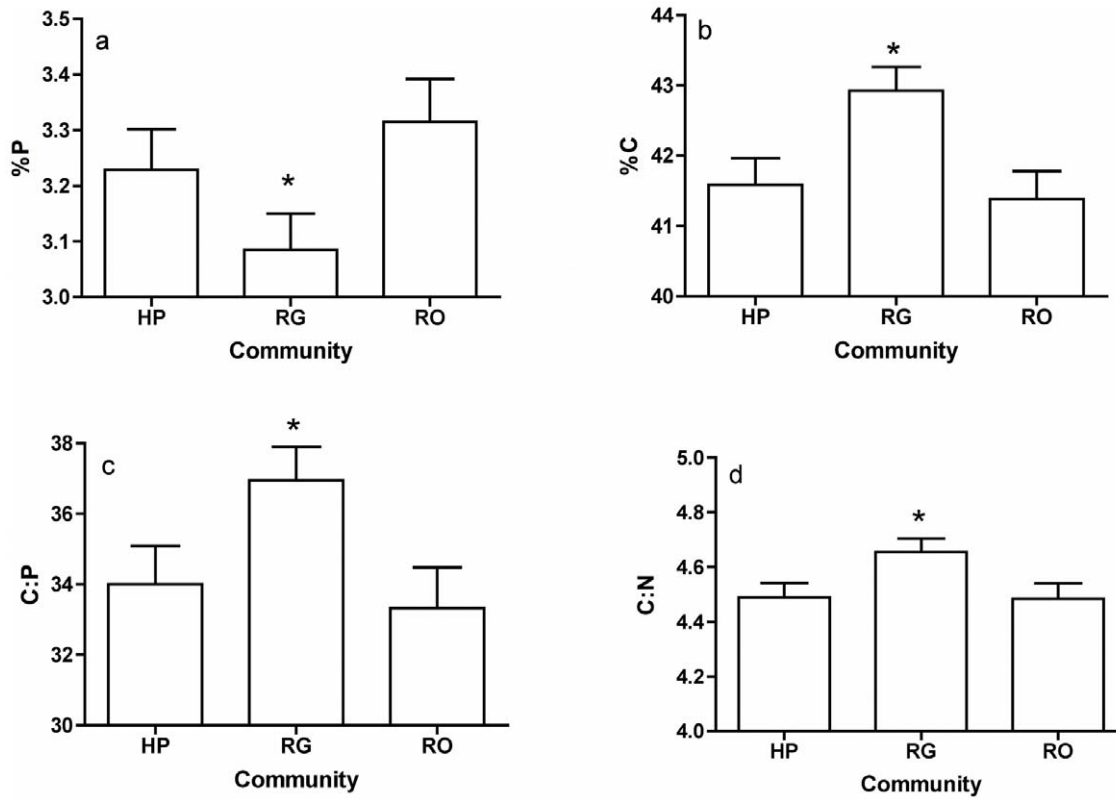 a
%P
3.5
3.4
3.3
3.2
3.1
3.0
*
HP RG RO
Community
b
%C
44
43
42
41
40
*
HP RG RO
Community
c
C:P
38
36
34
32
30
*
HP RG RO
Community
d
C:N
5.0
4.8
4.6
4.4
4.2
4.0
*
HP RG RO
Community